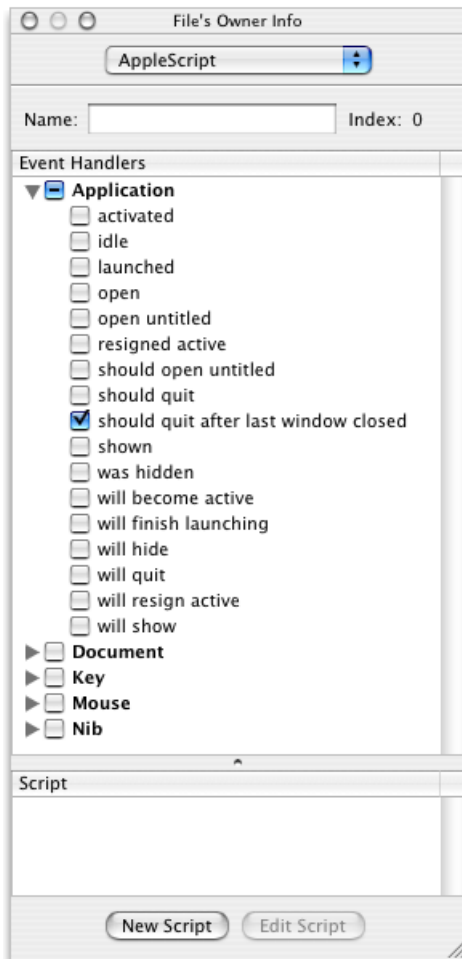 File's Owner Info
AppleScript
Name: Index: 0
Event Handlers
Application
activated
idle
launched
open
open untitled
resigned active
should open untitled
should quit
should quit after last window closed
shown
was hidden
will become active
will finish launching
will hide
will quit
will resign active
will show
Document
Key
Mouse
Nib
Script
New Script Edit Script